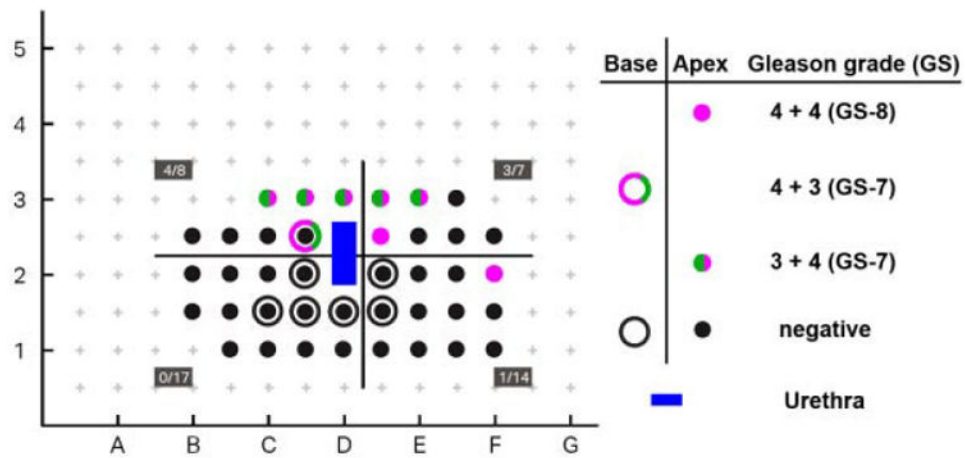 5
4
3
2
1
A B C D E F G
4/8
3/7
0/17
1/14
Base Apex Gleason grade (GS)
4 + 4 (GS-8)
4 + 3 (GS-7)
3 + 4 (GS-7)
negative
Urethra